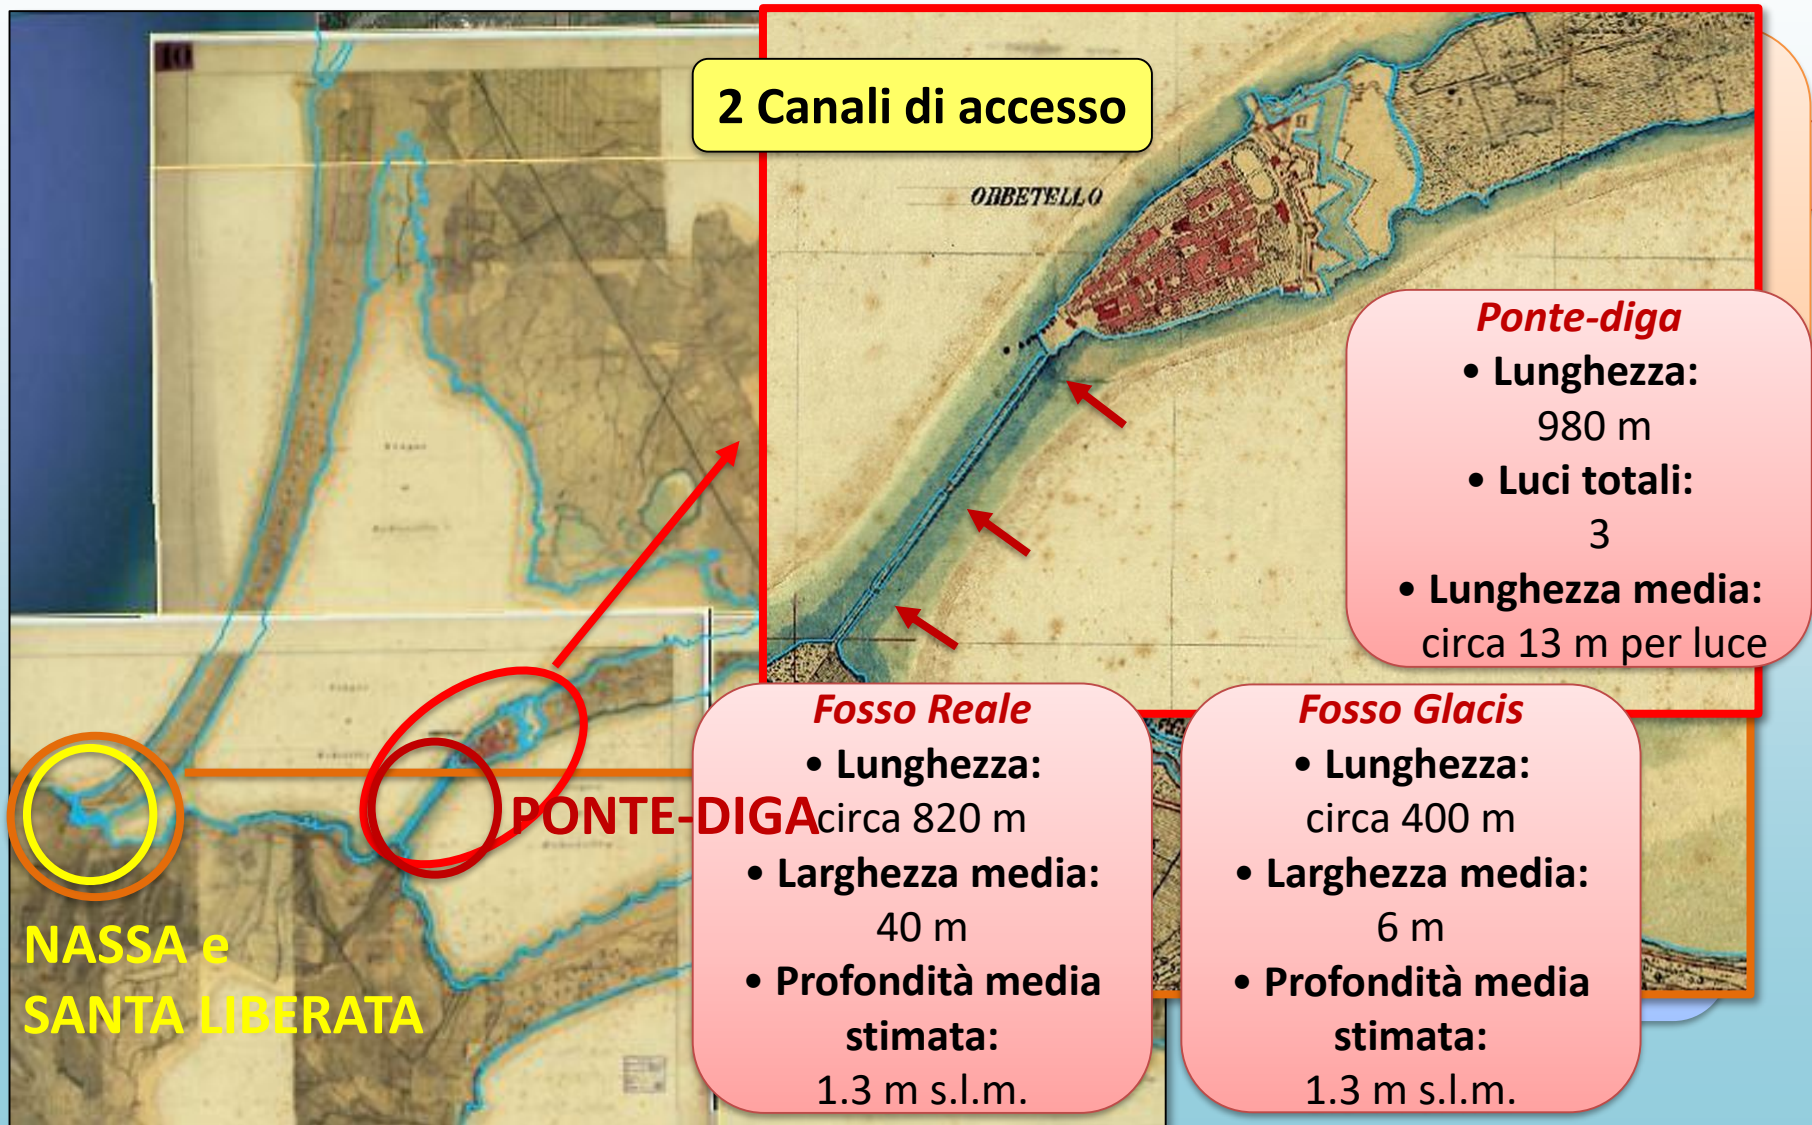 10
2 Canali di accesso
ORBETELLO
Ponte-diga
• Lunghezza:
980 m
• Luci totali:
3
• Lunghezza media:
circa 13 m per luce
PONTE-DIGA
NASSA e
SANTA LIBERATA
Fosso Reale
• Lunghezza:
circa 820 m
• Larghezza media:
40 m
• Profondità media
stimata:
1.3 m s.l.m.
Fosso Glacis
• Lunghezza:
circa 400 m
• Larghezza media:
6 m
• Profondità media
stimata:
1.3 m s.l.m.